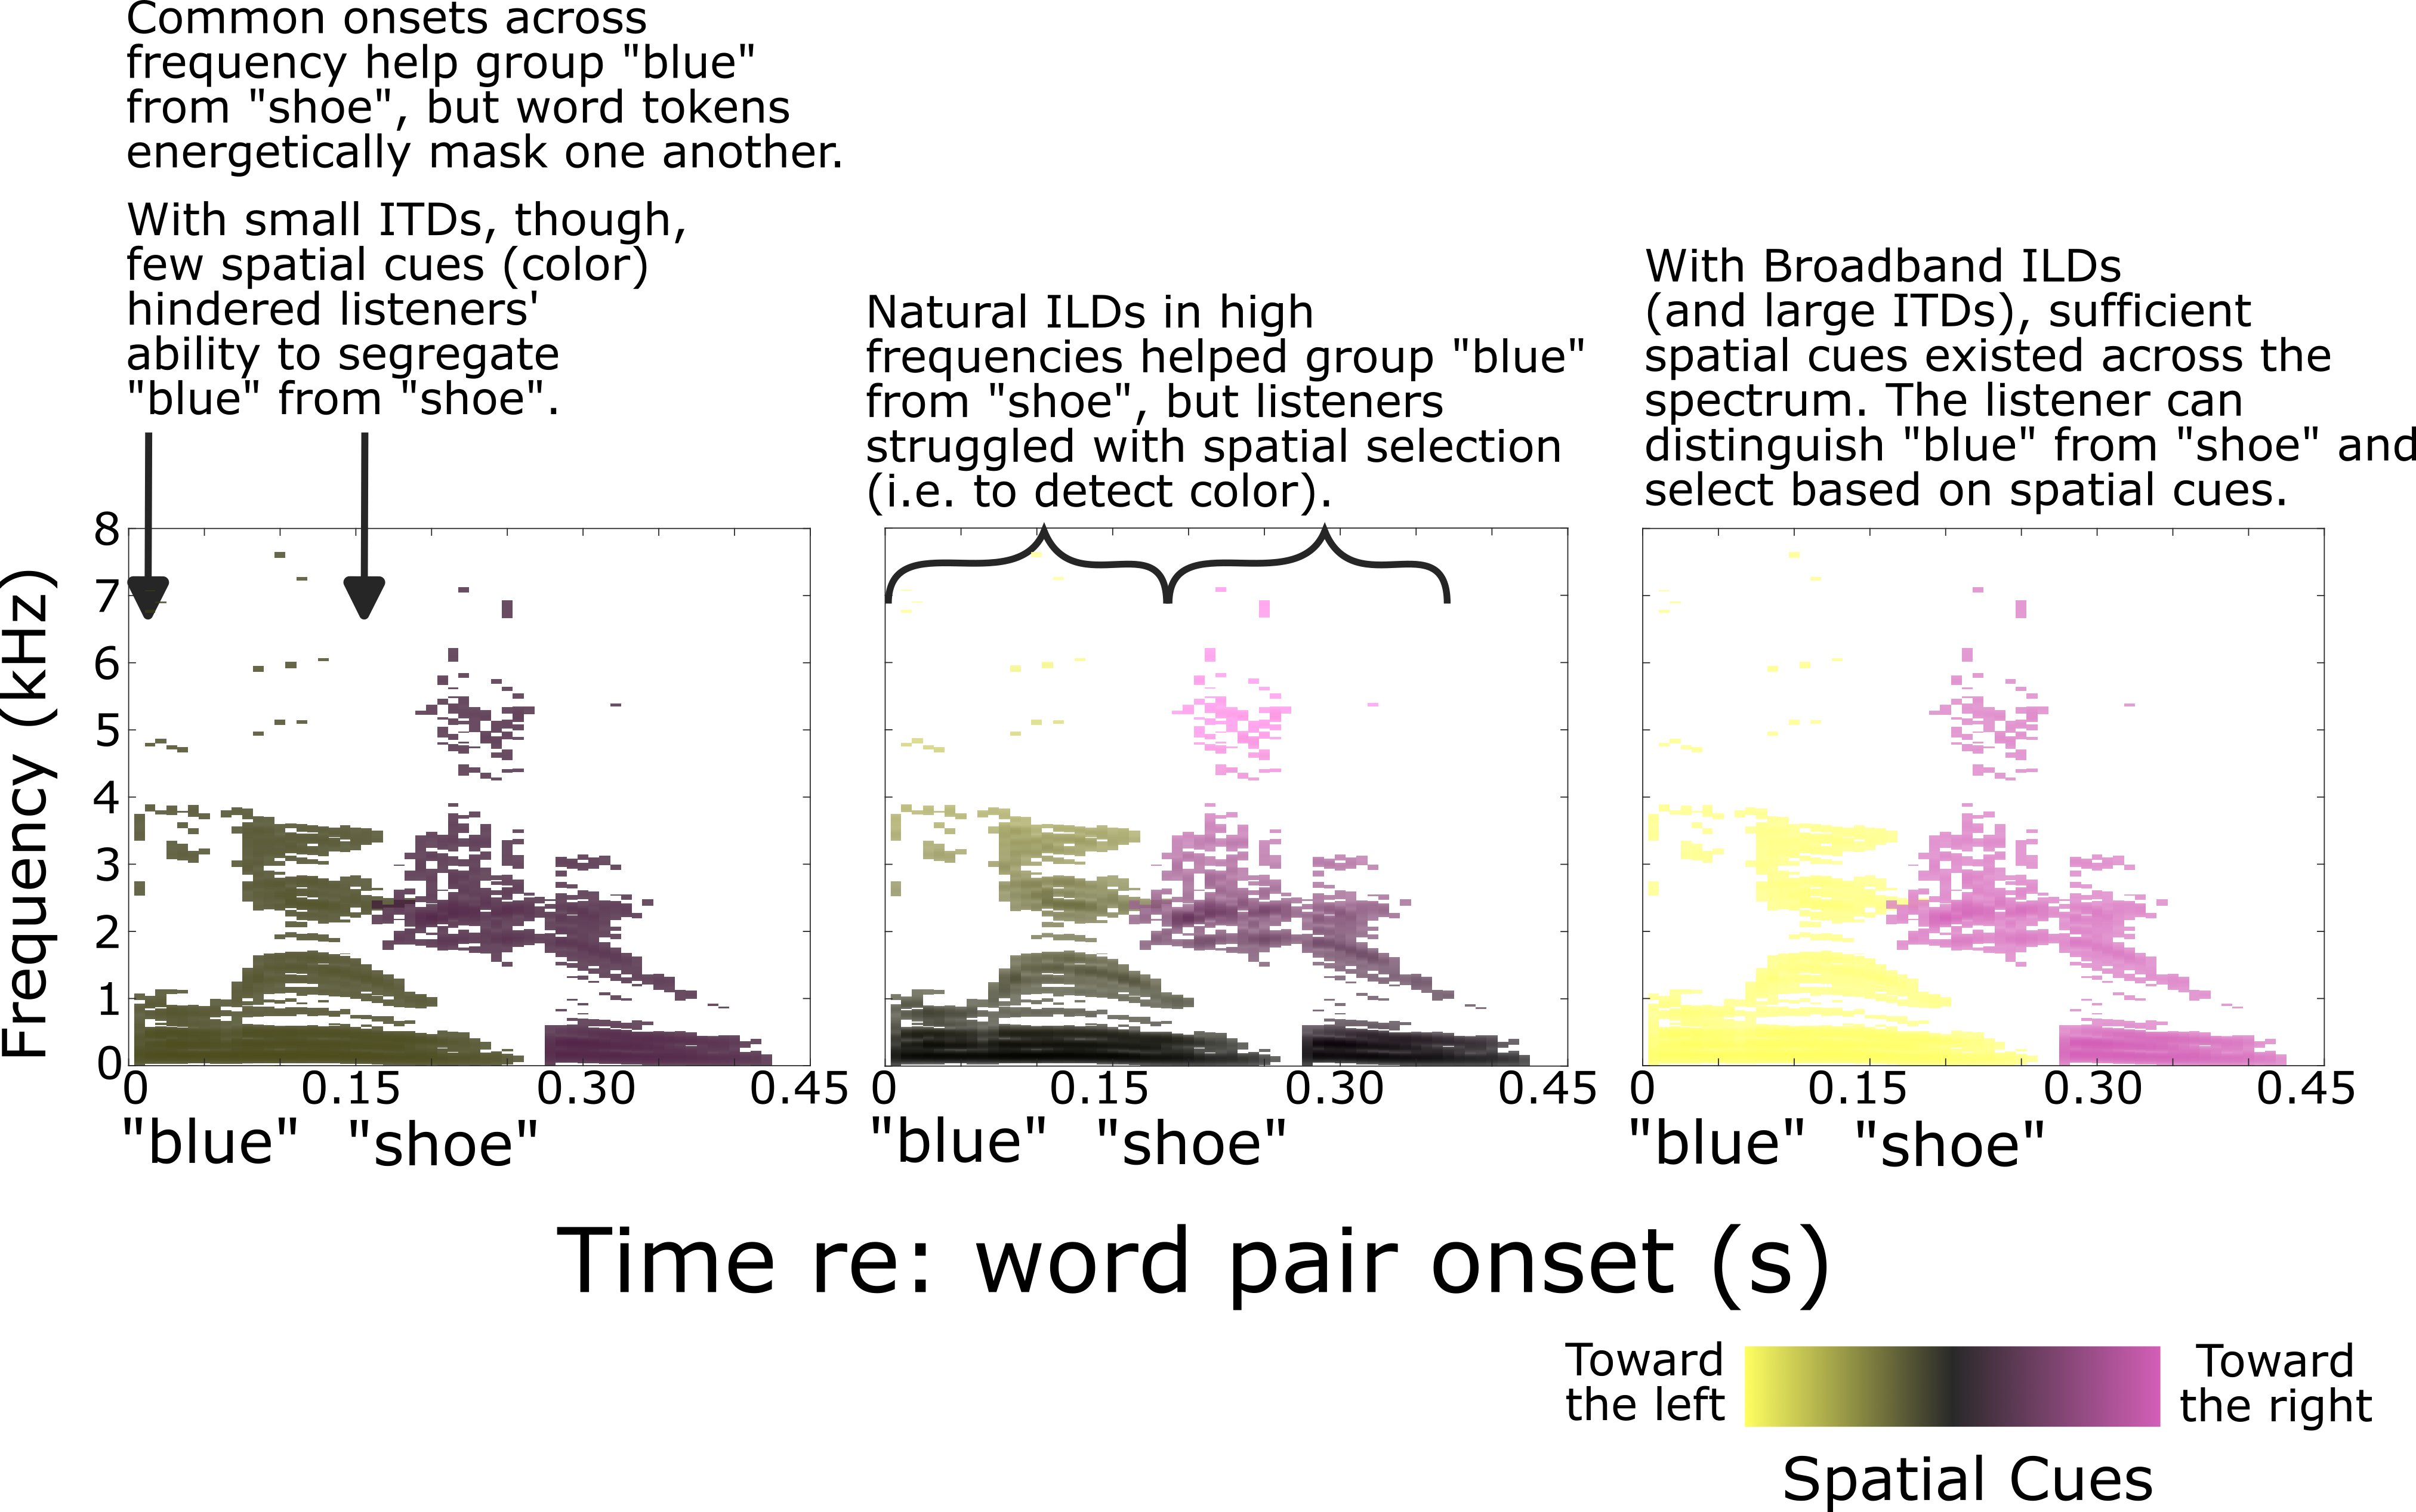 Common onsets across
frequency help group "blue"
from "shoe", but word tokens
energetically mask one another.
With small ITDs, though,
few spatial cues (color)
hindered listeners'
ability to segregate
"blue" from "shoe".
Natural ILDs in high
frequencies helped group "blue"
from "shoe", but listeners
struggled with spatial selection
(i.e. to detect color).
With Broadband ILDs
(and large ITDs), sufficient
spatial cues existed across the
spectrum. The listener can
distinguish "blue" from "shoe" and
select based on spatial cues.
Frequency (kHz)
8
7
6
5
4
3
2
1
0
0 0.15 0.30 0.45
"blue" "shoe"
0 0.15 0.30 0.45
"blue" "shoe"
0 0.15 0.30 0.45
"blue" "shoe"
Time re: word pair onset (s)
Toward
the left
Toward
the right
Spatial Cues